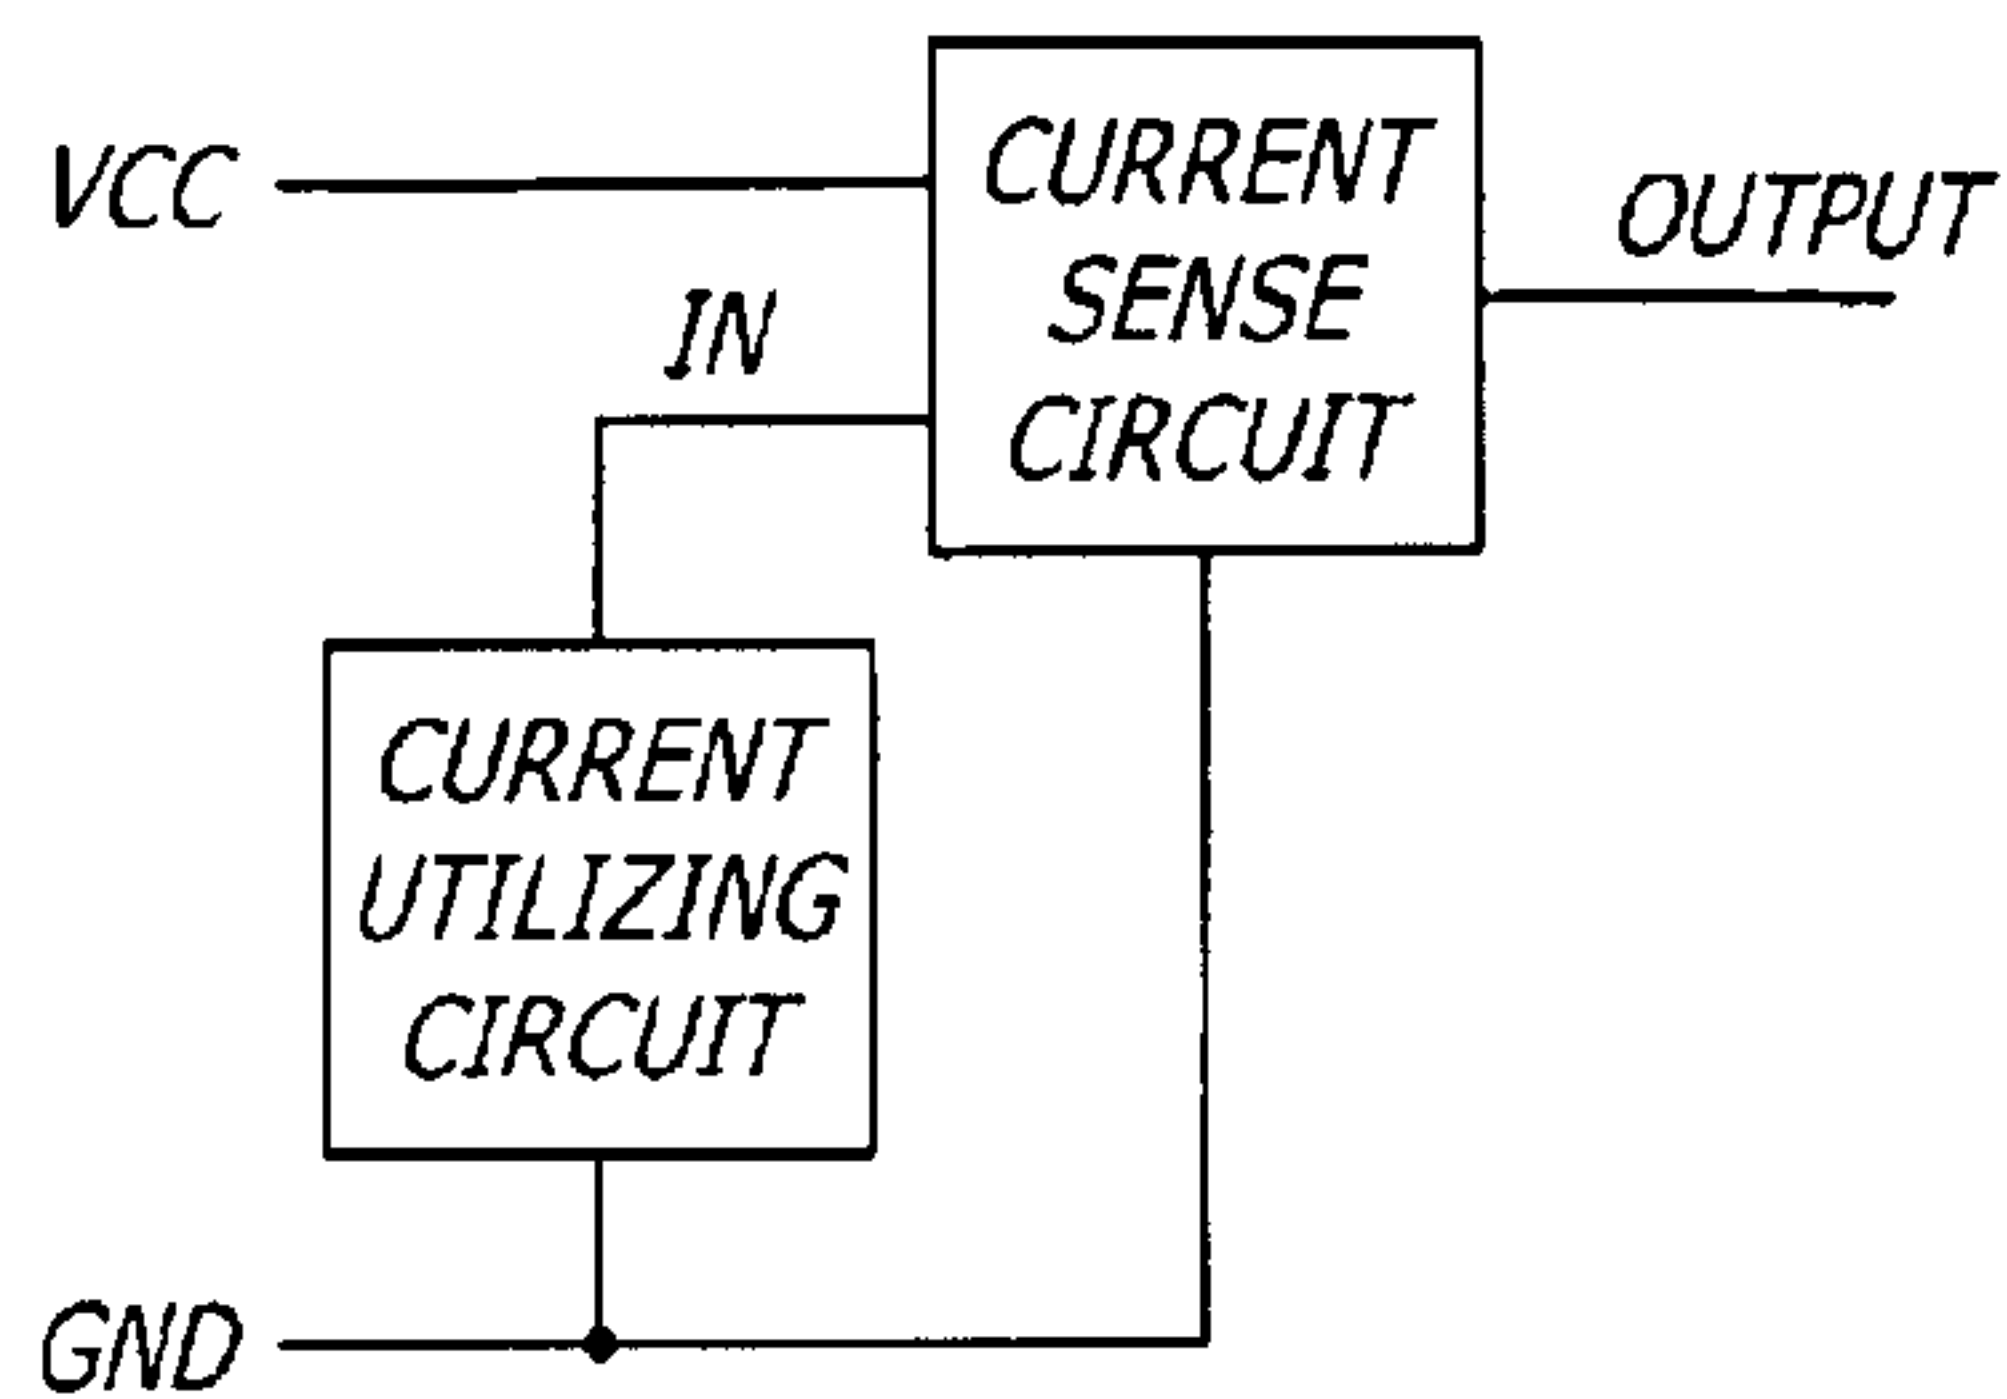 VCC
CURRENT
SENSE
CIRCUIT
OUTPUT
IN
CURRENT
UTILIZING
CIRCUIT
GND